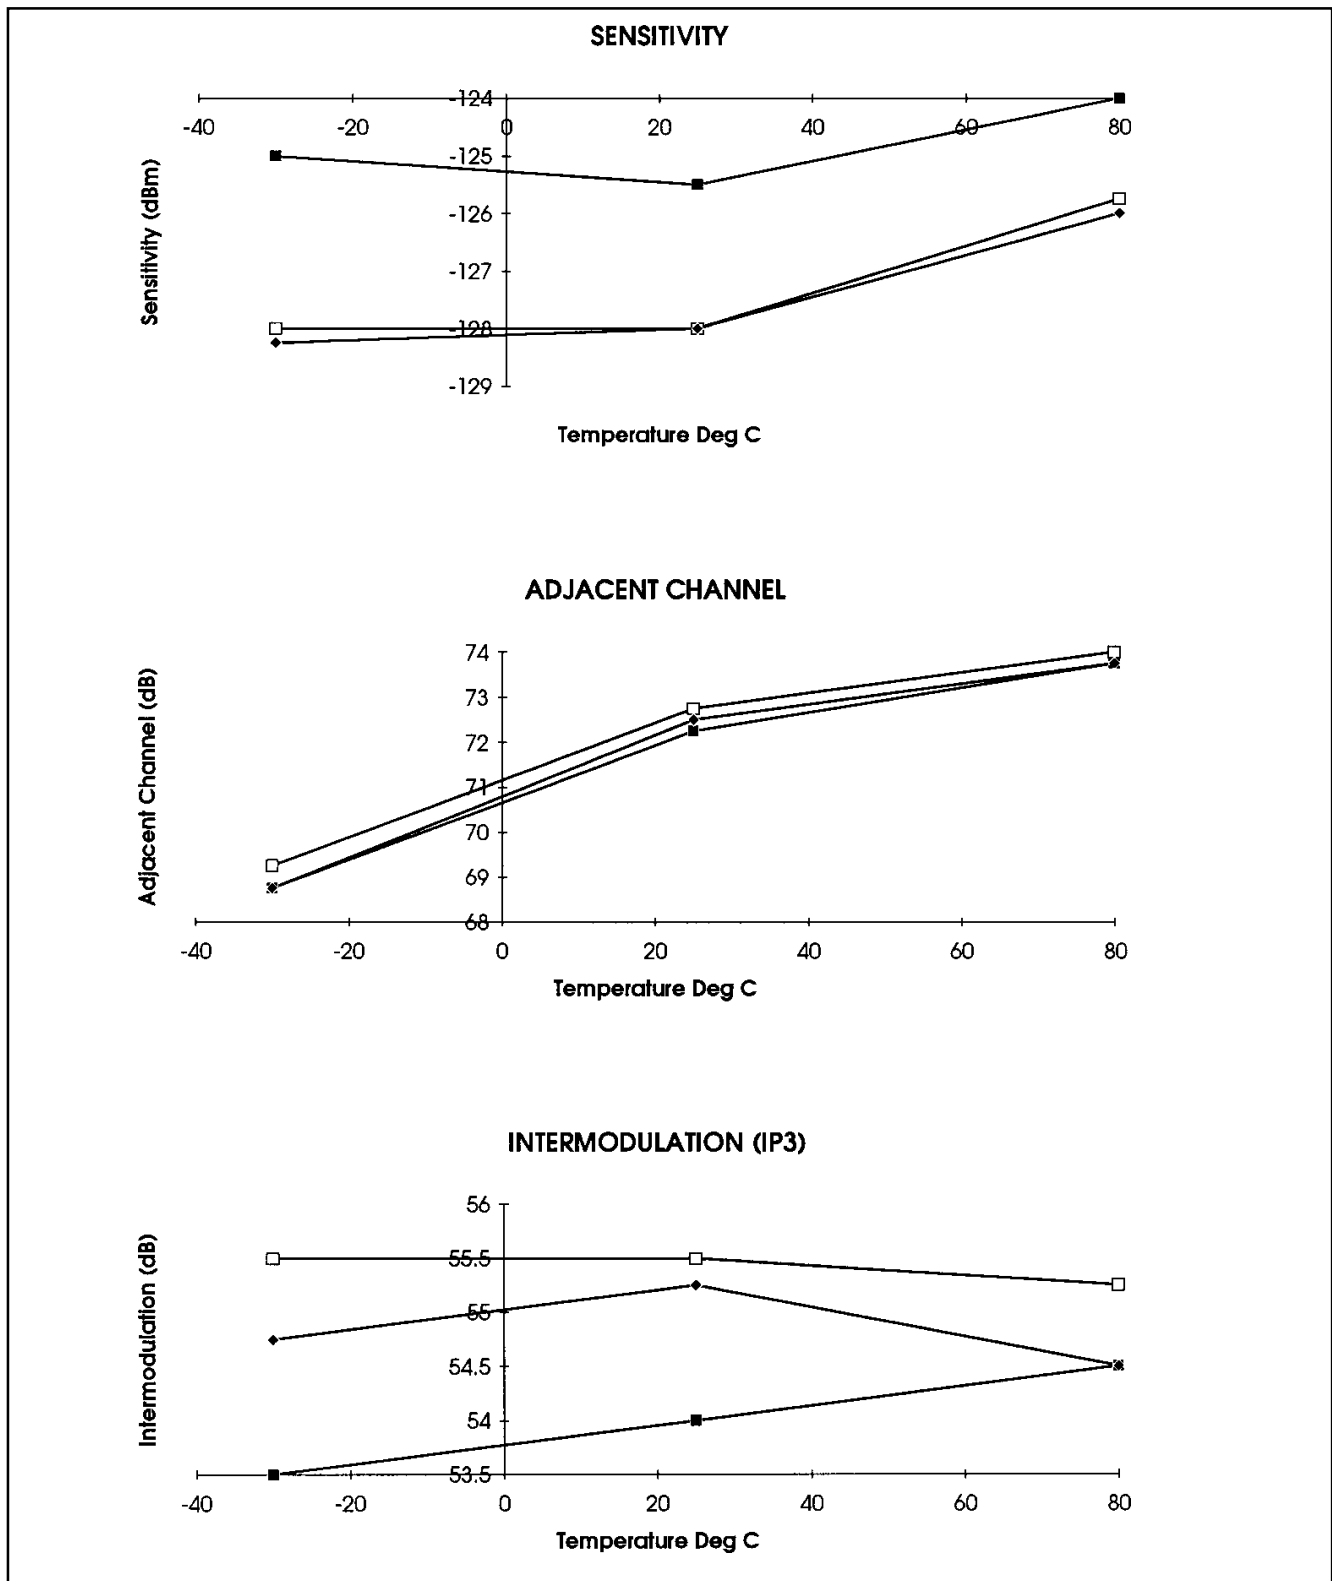 SENSITIVITY
-124
-40 -20 0 20 40 60 80
-125
-126
-127
-128
-129
Sensitivity (dBm)
Temperature Deg C
ADJACENT CHANNEL
74
73
72
71
70
69
68
Adjacent Channel (dB)
-40 -20 0 20 40 60 80
Temperature Deg C
INTERMODULATION (IP3)
56
55.5
55
54.5
54
53.5
Intermodulation (dB)
-40 -20 0 20 40 60 80
Temperature Deg C